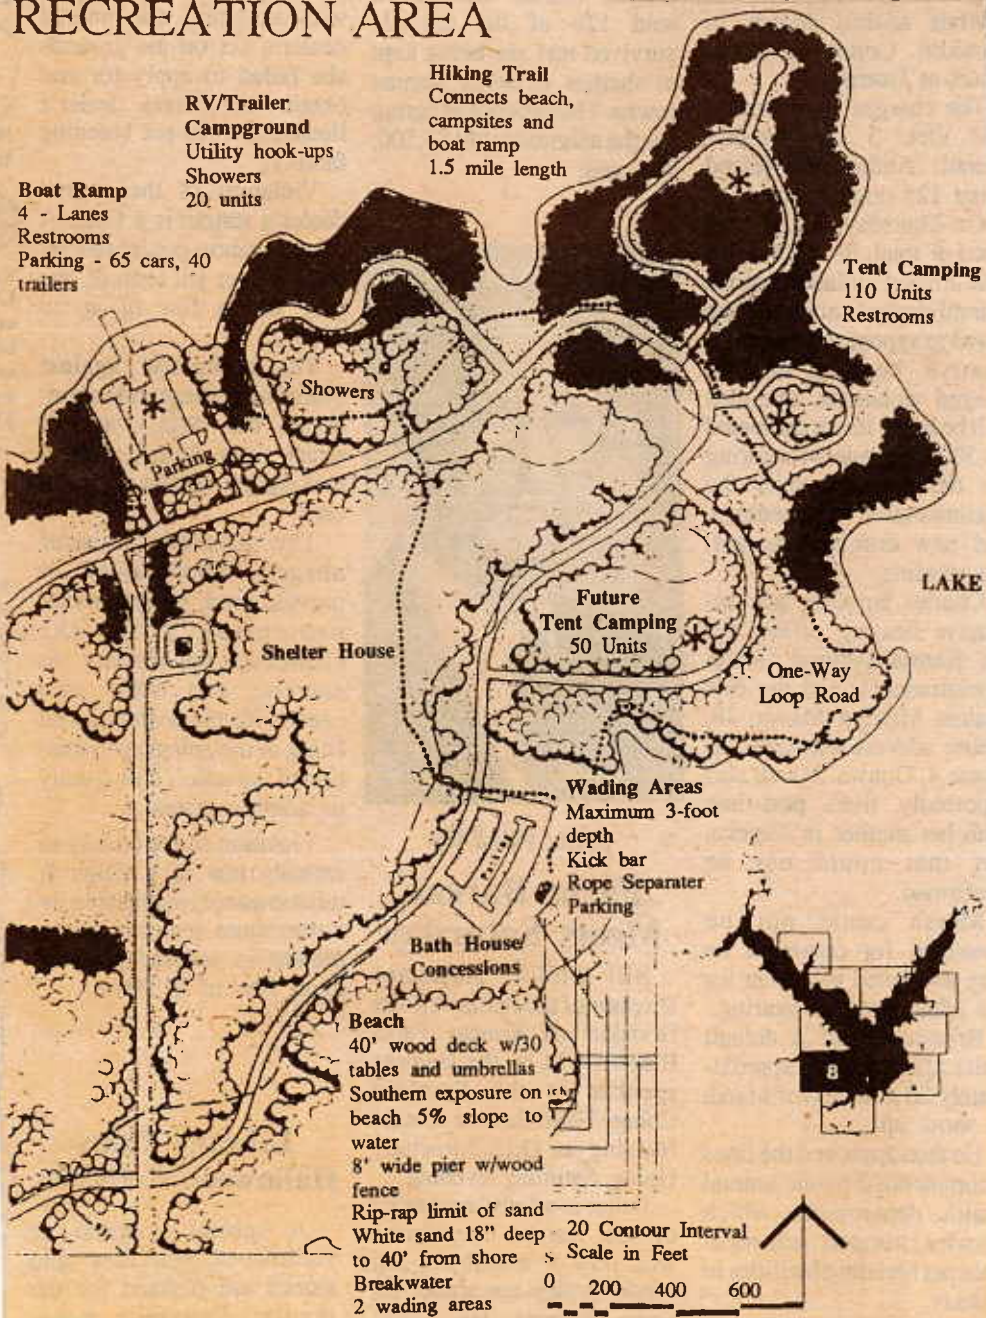 RECREATION AREA
Hiking Trail
Connects beach,
campsites and
boat ramp
1.5 mile length
RV/Trailer
Campground
Utility hook-ups
Showers
20 units
Boat Ramp
4 - Lanes
Restrooms
Parking - 65 cars, 40
trailers
Tent Camping
110 Units
Restrooms
Showers
Parking
LAKE
Future
Tent Camping
50 Units
Shelter House
One-Way
Loop Road
Wading Areas
Maximum 3-foot
depth
Kick bar
Rope Separater
Parking
PARKING
Bath House/
Concessions
Beach
40' wood deck w/30
tables and umbrellas
Southern exposure on
beach 5% slope to
water
8' wide pier w/wood
fence
Rip-rap limit of sand
White sand 18" deep
to 40' from shore
Breakwater
2 wading areas
8
20 Contour Interval
Scale in Feet
0 200 400 600